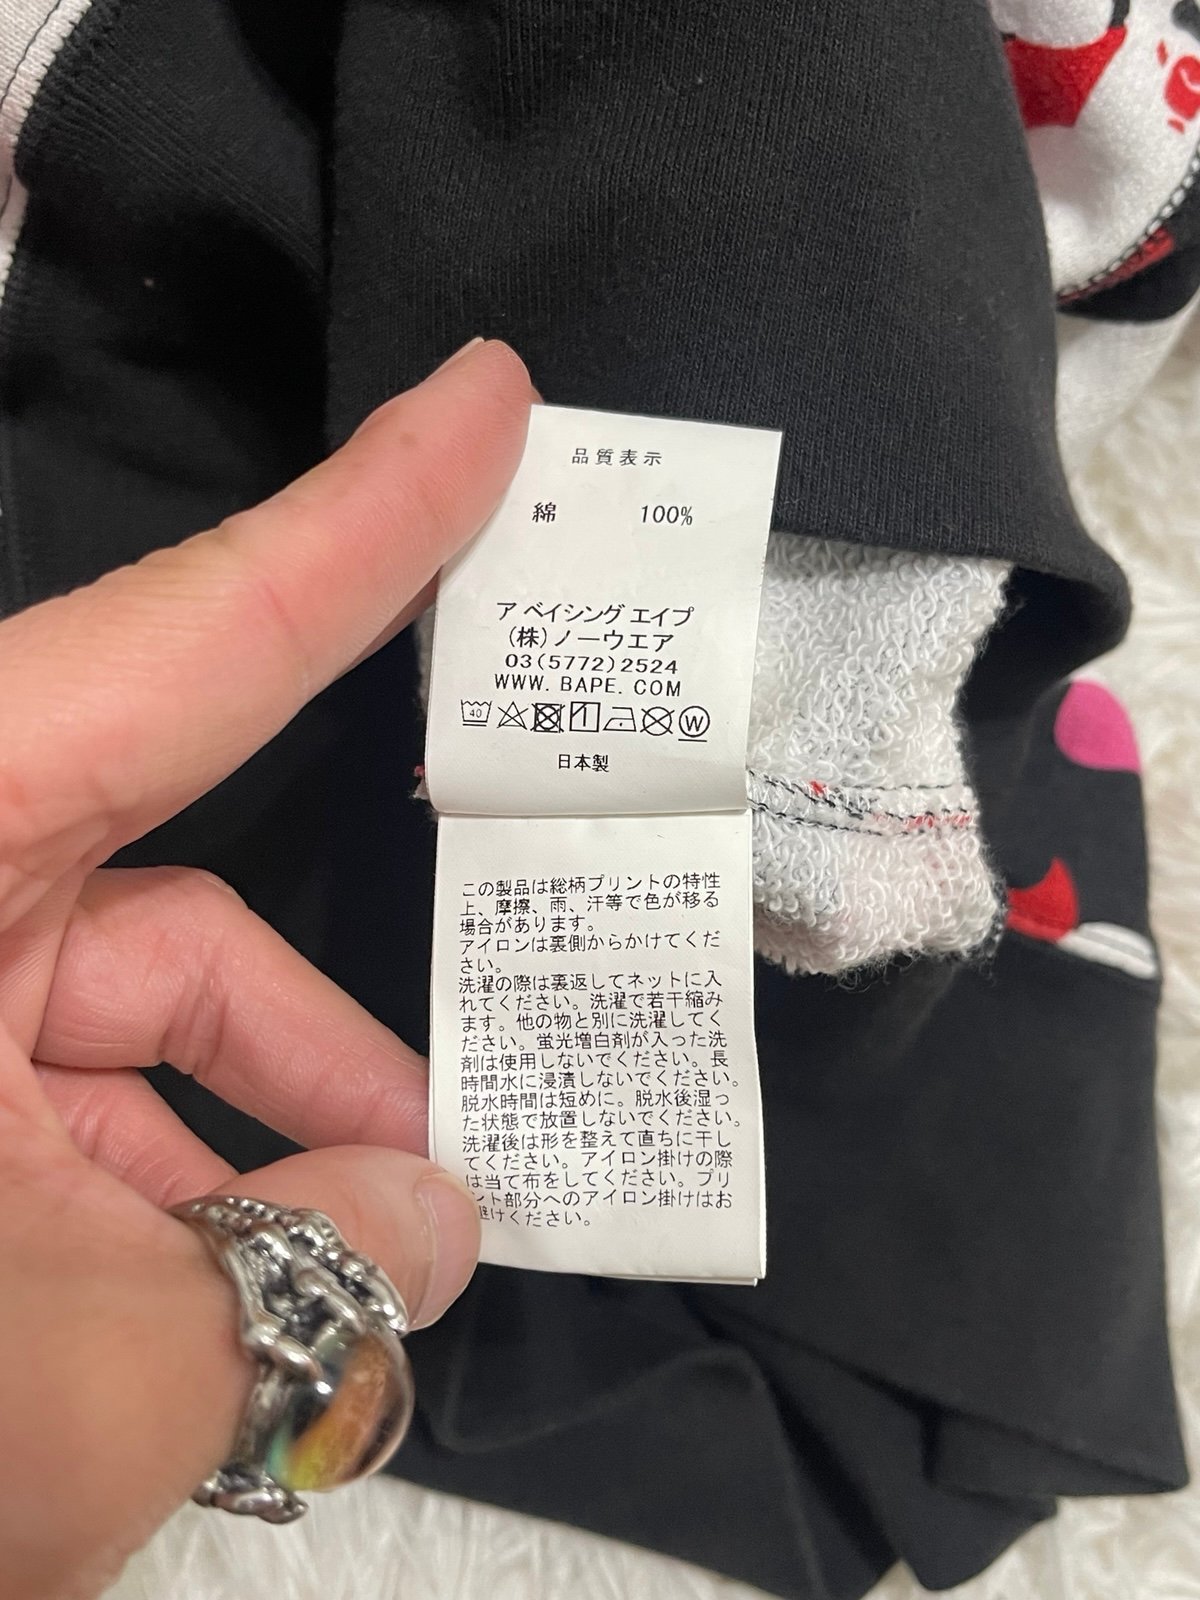 品質表示
綿 100%
ア ベイシング エイプ
(株)ノーウエア
03(5772)2524
WWW. BAPE. COM
40 1 W
日本製
この製品は総柄プリントの特性
上、摩擦、雨、汗等で色が移る
場合があります。
アイロンは裏側からかけてくだ
さい。
洗濯の際は裏返してネットに入
れてください。洗濯で若干縮み
ます。他の物と別に洗濯してく
ださい。蛍光増白剤が入った洗
剤は使用しないでください。長
時間水に浸漬しないでください。
脱水時間は短めに。脱水後湿っ
た状態で放置しないでください。
洗濯後は形を整えて直ちに干し
てください。アイロン掛けの際
は当て布をしてください。プリ
ント部分へのアイロン掛けはお
避けください。